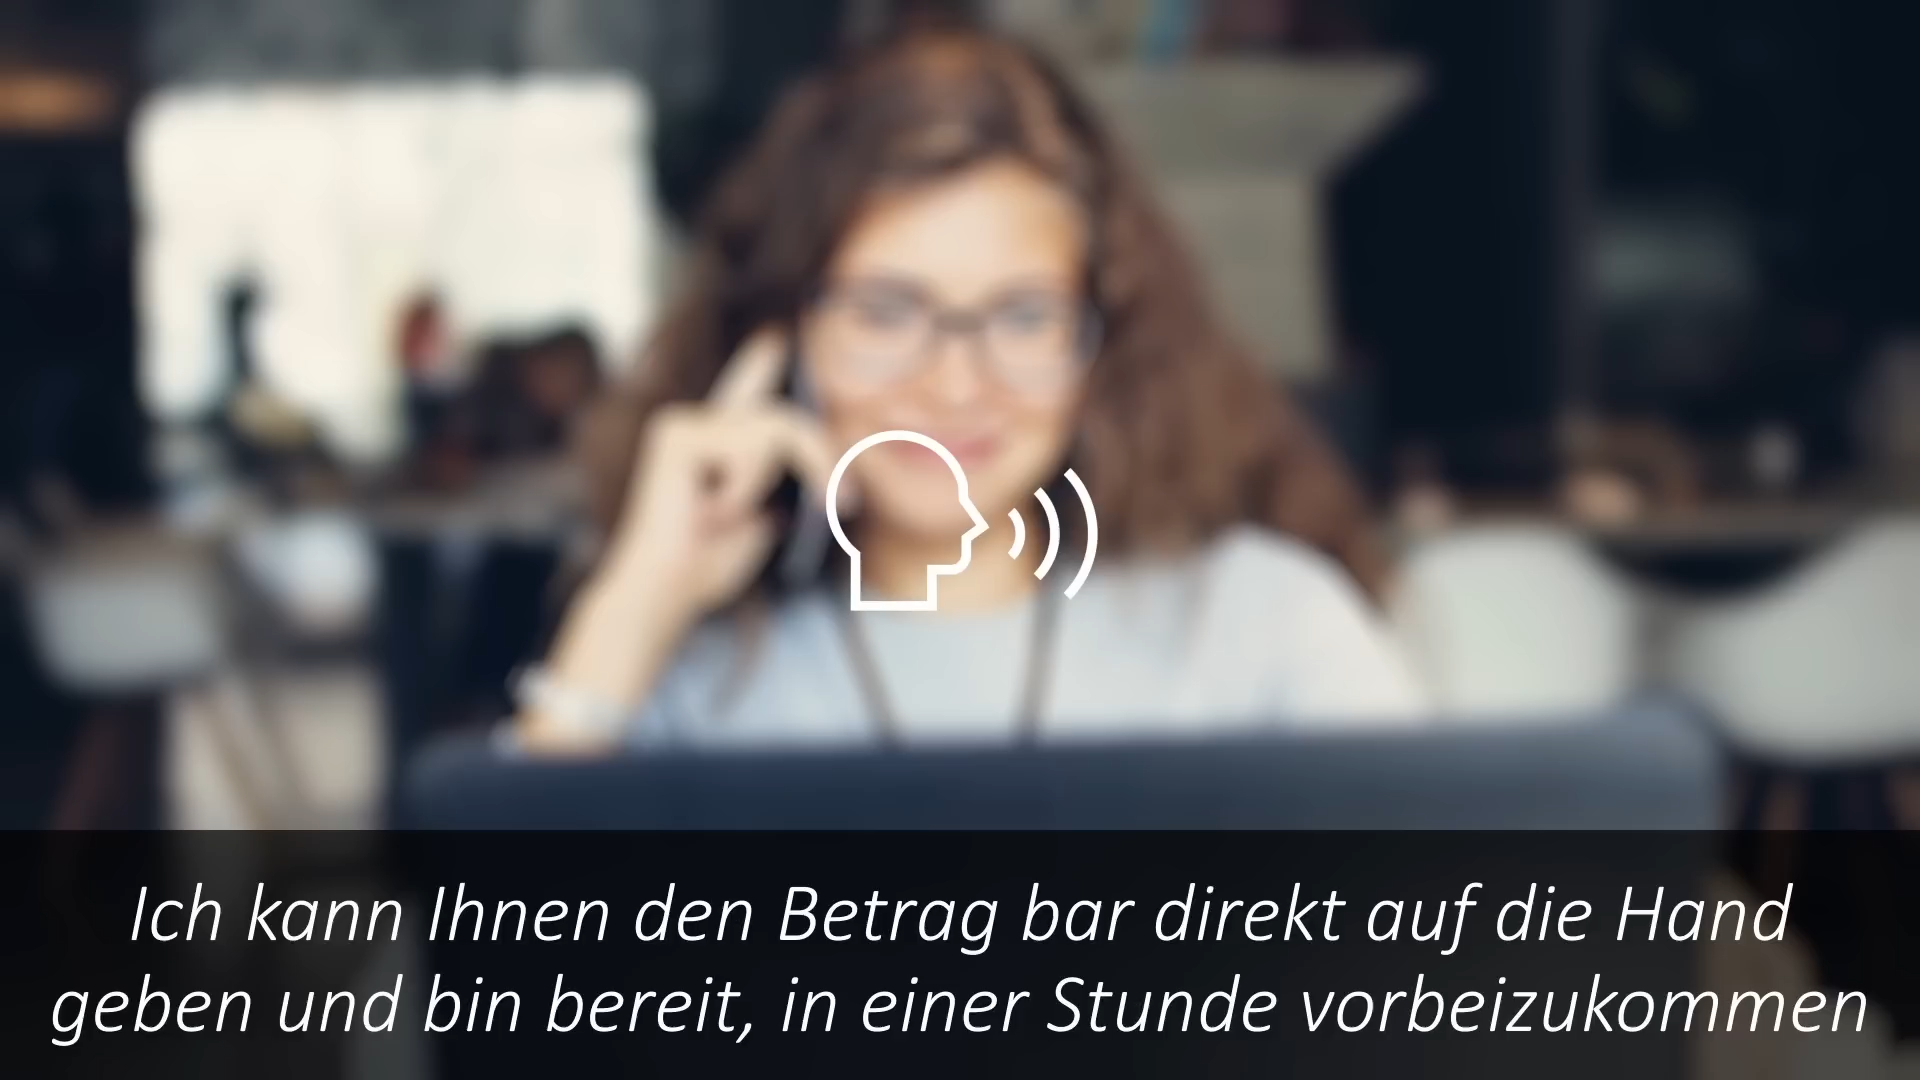 Ich kann Ihnen den Betrag bar direkt auf die Hand
geben und bin bereit, in einer Stunde vorbeizukommen